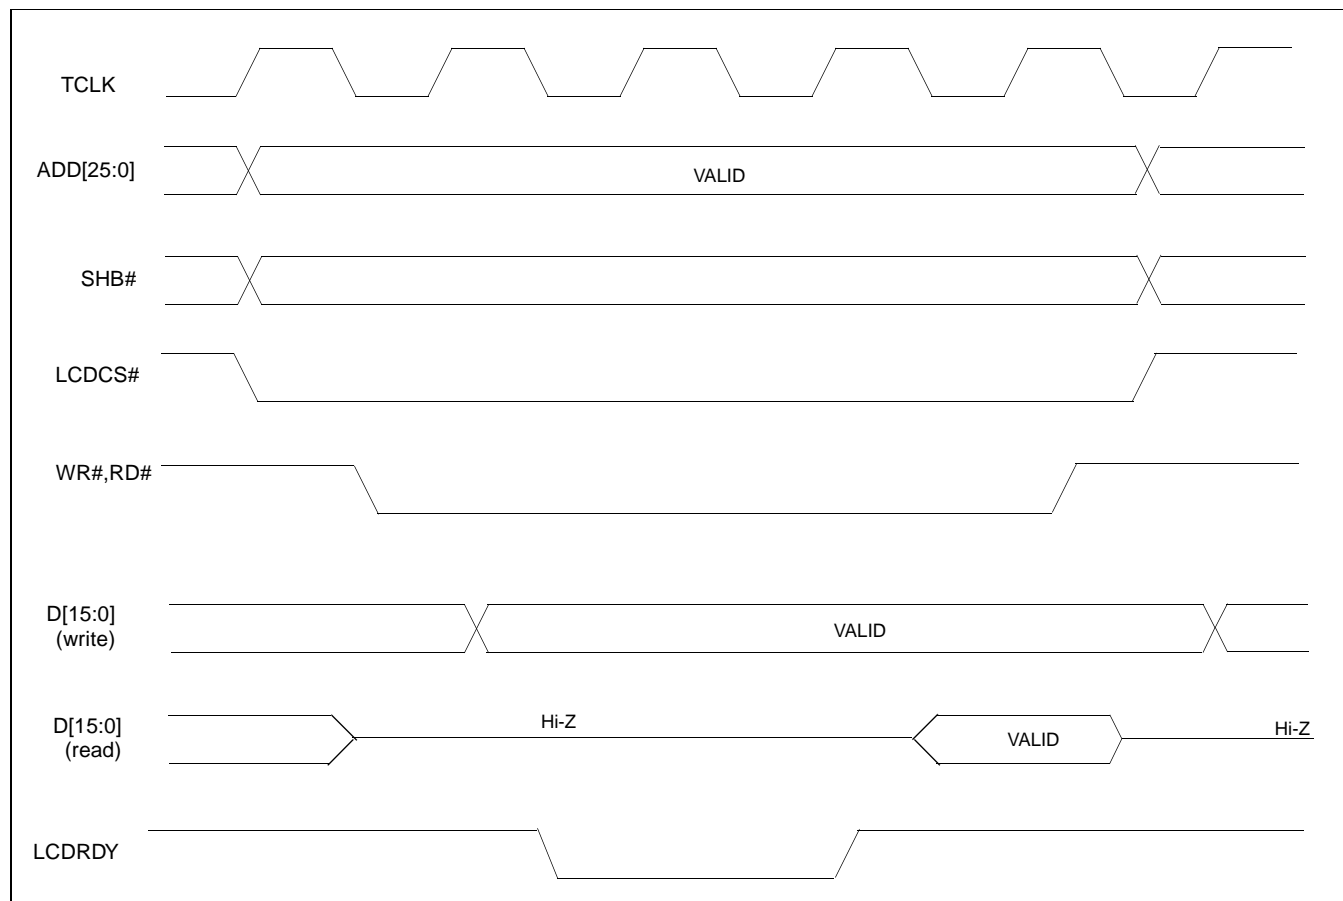 TCLK
ADD[25:0]
VALID
SHB#
LCDCS#
WR#,RD#
D[15:0]
(write)
VALID
D[15:0]
(read)
Hi-Z
VALID
Hi-Z
LCDRDY